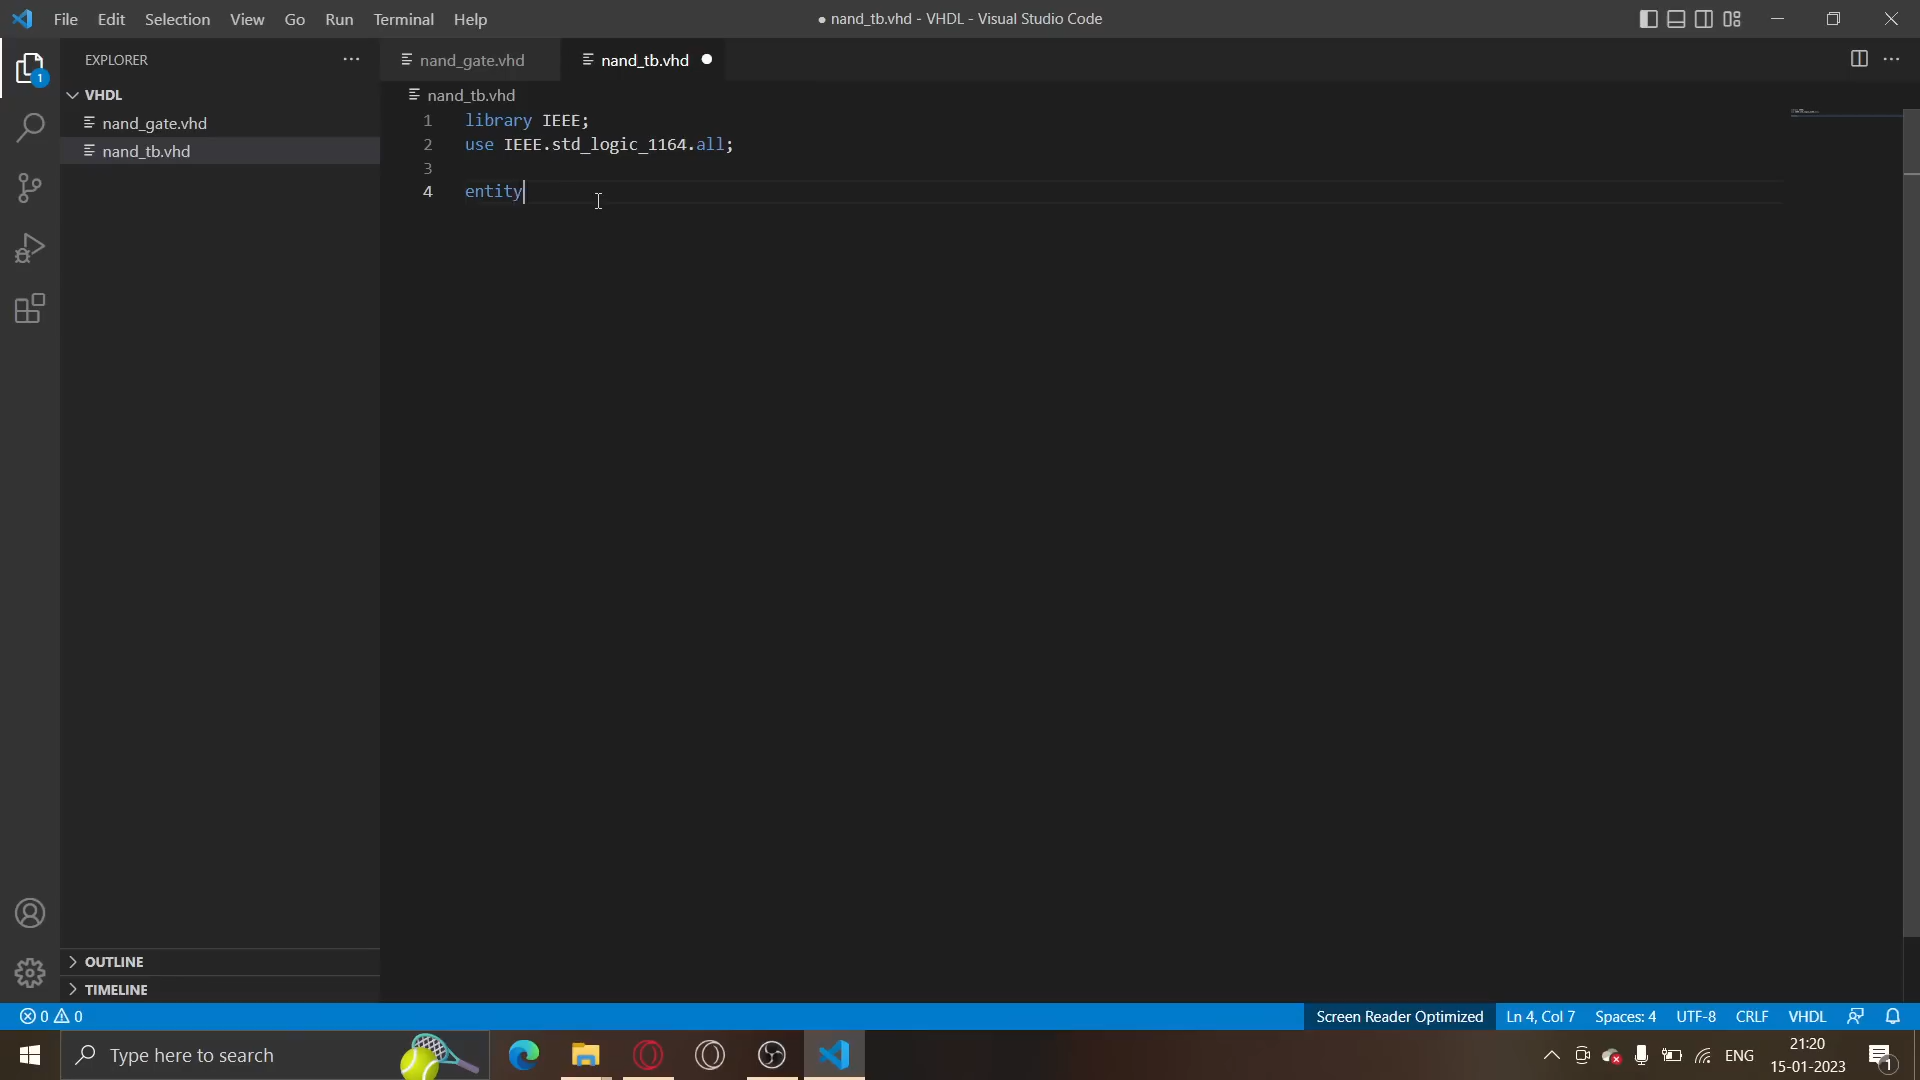 File Edit Selection View Go Run Terminal Help
● nand_tb.vhd - VHDL - Visual Studio Code
1
EXPLORER
VHDL
nand_gate.vhd
nand_tb.vhd
OUTLINE
TIMELINE
nand_gate.vhd
nand_tb.vhd
nand_tb.vhd
1 library IEEE;
2 use IEEE.std_logic_1164.all;
3
4 entity
0 0
Screen Reader Optimized Ln 4, Col 7 Spaces: 4 UTF-8 CRLF VHDL
Type here to search
ENG
21:20
15-01-2023
1